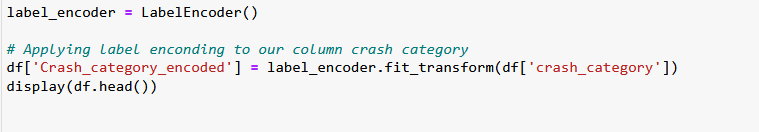 label_encoder = LabelEncoder()
# Applying label enconding to our column crash category
df['Crash_category_encoded'] = label_encoder.fit_transform(df['crash_category'])
display(df.head())